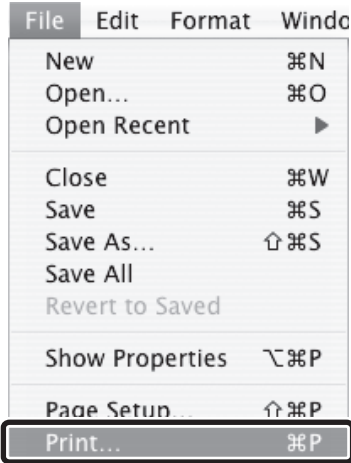 File Edit Format Windo
New ⌘N
Open... ⌘O
Open Recent ▶
Close ⌘W
Save ⌘S
Save As... ⇧⌘S
Save All
Revert to Saved
Show Properties ⌥⌘P
Page Setup... ⇧⌘P
Print... ⌘P